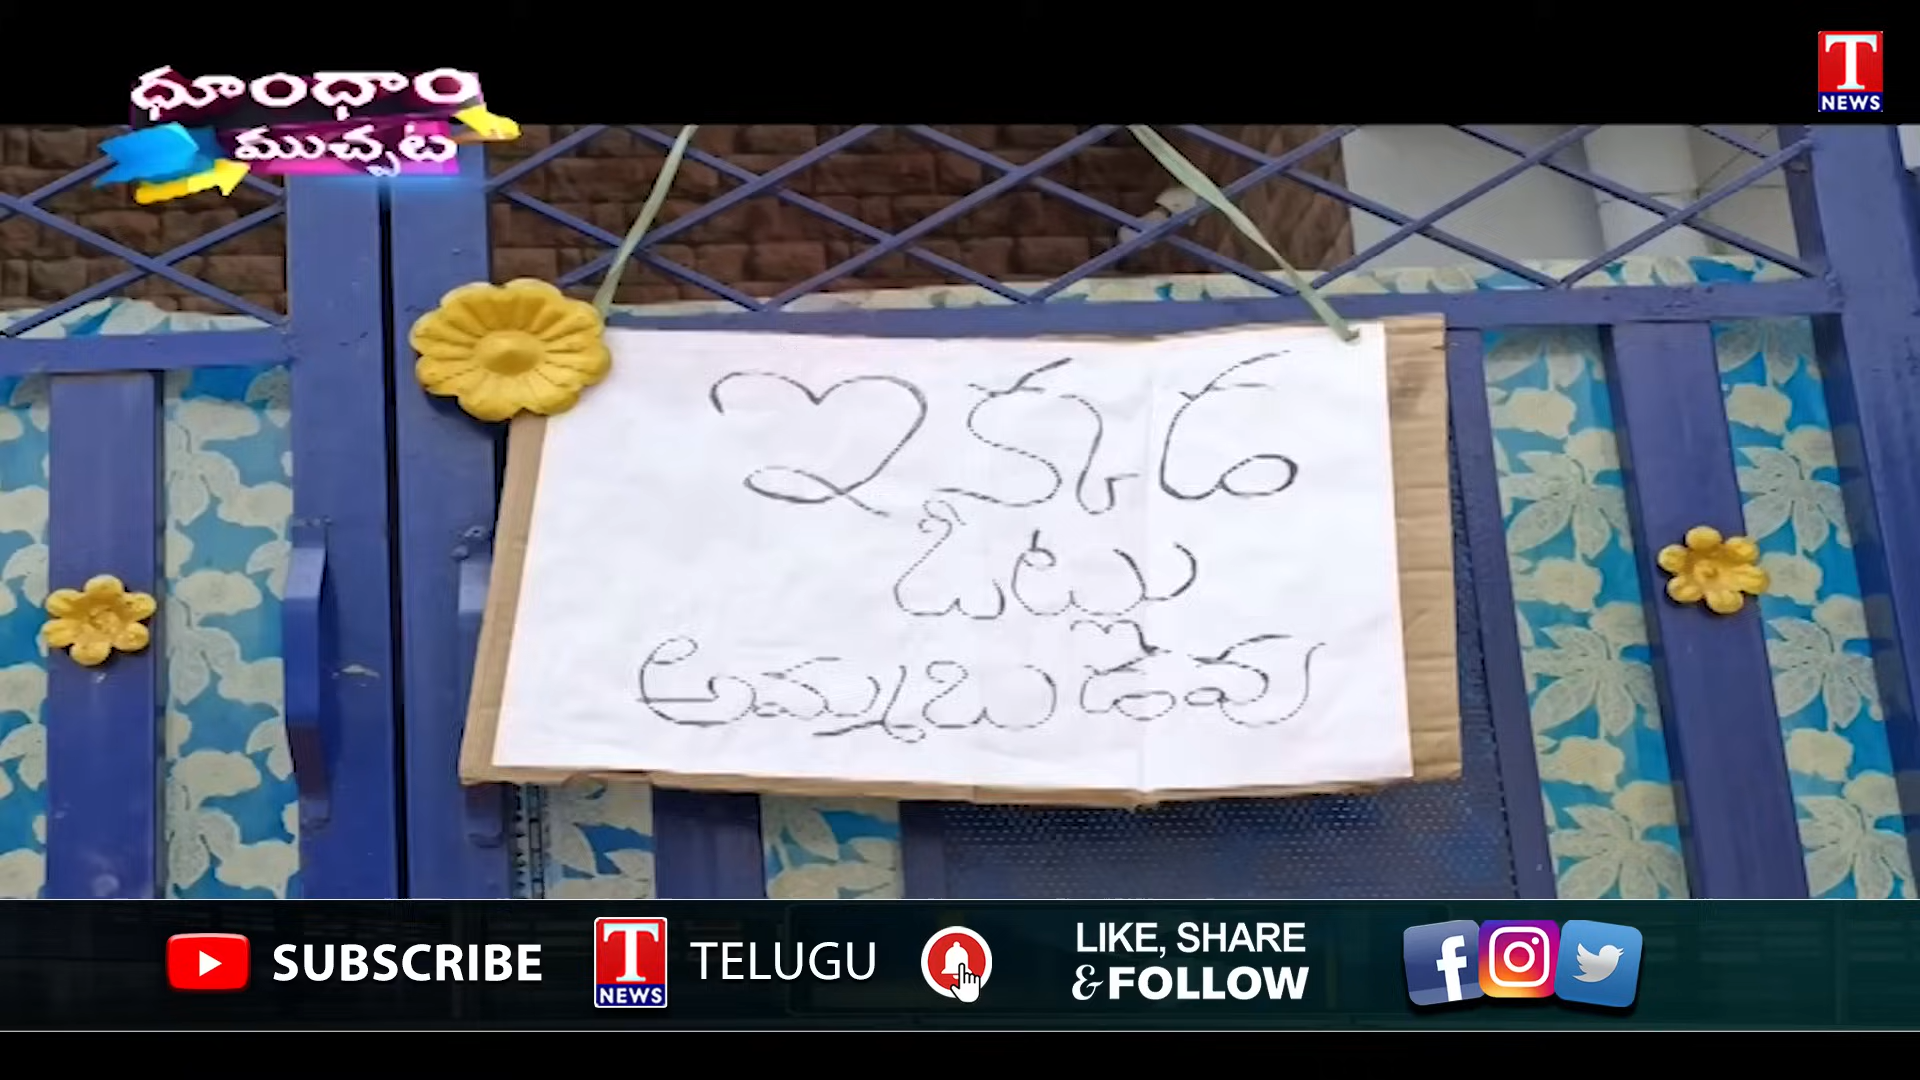 ధూంధాం
ముచ్చట
T
NEWS
ఇక్కడ
ఓటు
అమ్మబడవు
SUBSCRIBE
T
NEWS
TELUGU
LIKE, SHARE
& FOLLOW